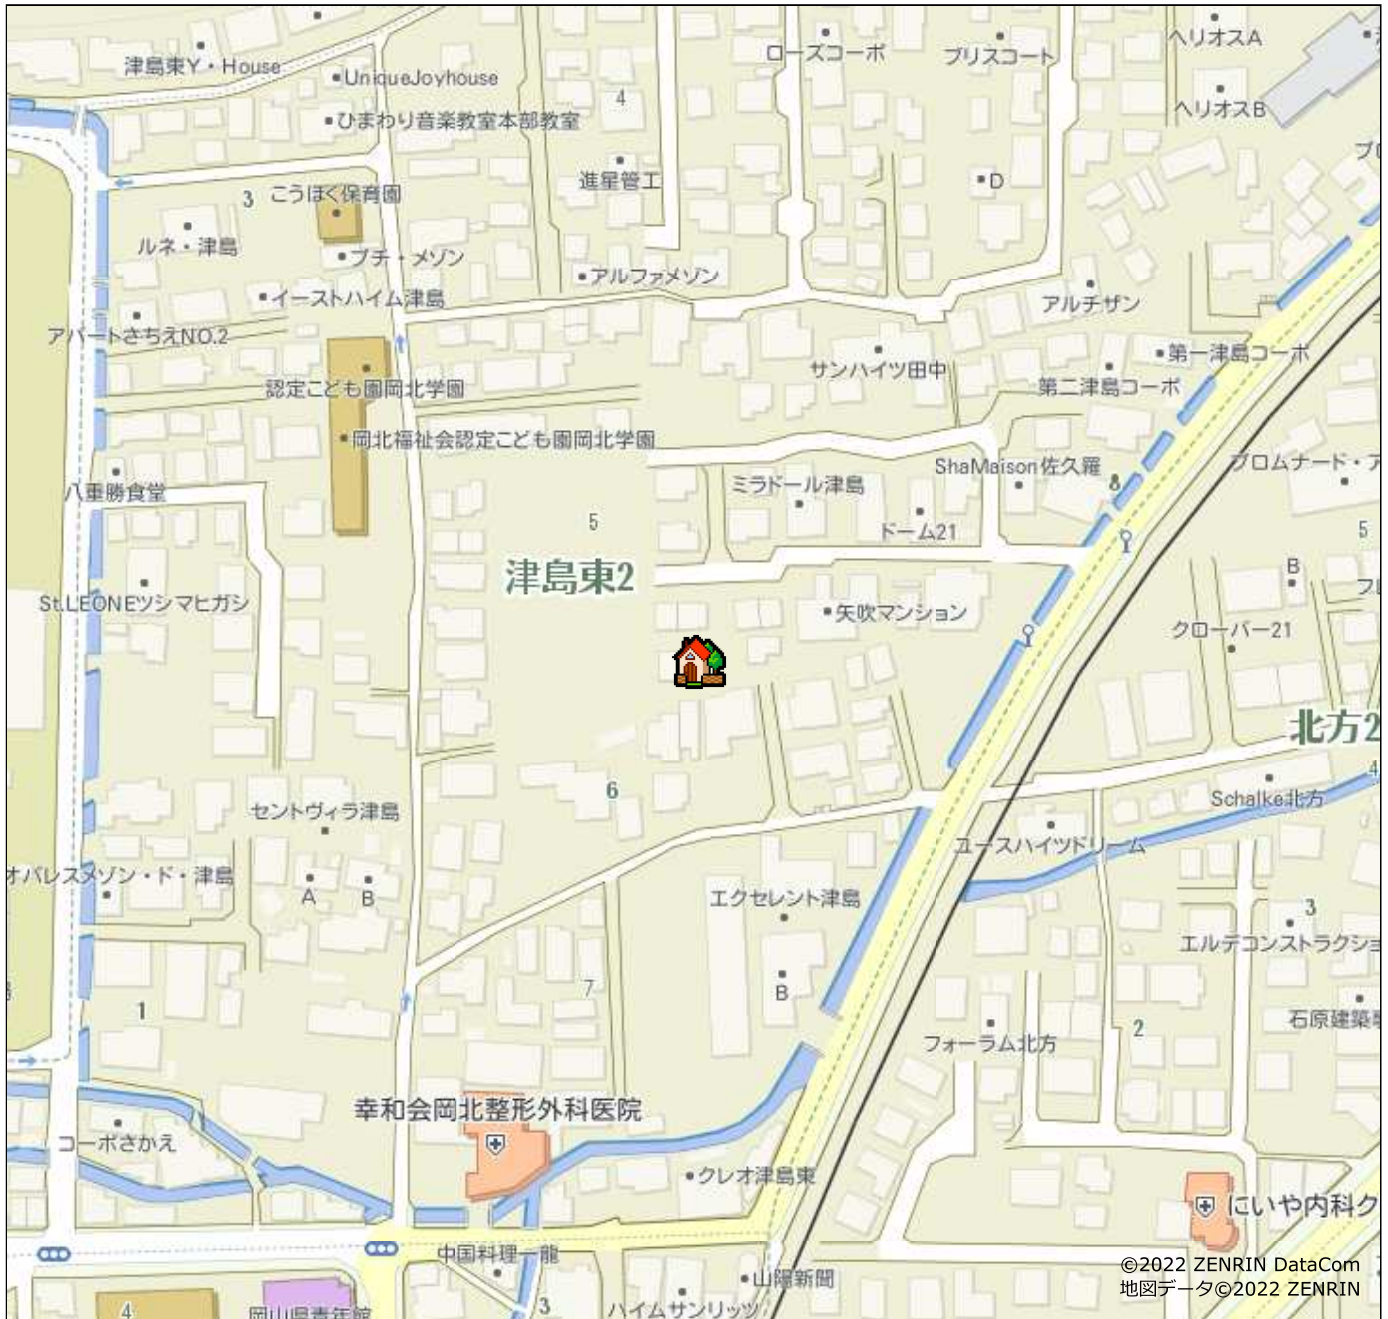 ローズコーポ
ブリスコート
ヘリオスA
津島東Y・House
UniqueJoyhouse
4
ヘリオスB
ひまわり音楽教室本部教室
進星管工
D
3
こうほく保育園
ルネ・津島
プチ・メゾン
アルファメゾン
イーストハイム津島
アルチザン
アパートさちえNO.2
第一津島コーポ
サンハイツ田中
認定こども園岡北学園
第二津島コーポ
岡北福祉会認定こども園岡北学園
ShaMaison佐久羅
プロムナード・ア
八重勝食堂
ミラドール津島
8
5
ドーム21
5
津島東2
B
St.LEONEツシマヒガシ
矢吹マンション
クローバー21
北方2
4
6
Schalke北方
セントヴィラ津島
ユースハイツドリーム
オパレスメゾン・ド・津島
A
B
エクセレント津島
3
エルデコンストラクショ
7
B
1
石原建築事
2
フォーラム北方
幸和会岡北整形外科医院
コーポさかえ
クレオ津島東
にいや内科ク
中国料理一龍
山陽新聞
©2022 ZENRIN DataCom
地図データ©2022 ZENRIN
4
岡山県青年館
3
ハイムサンリッツ